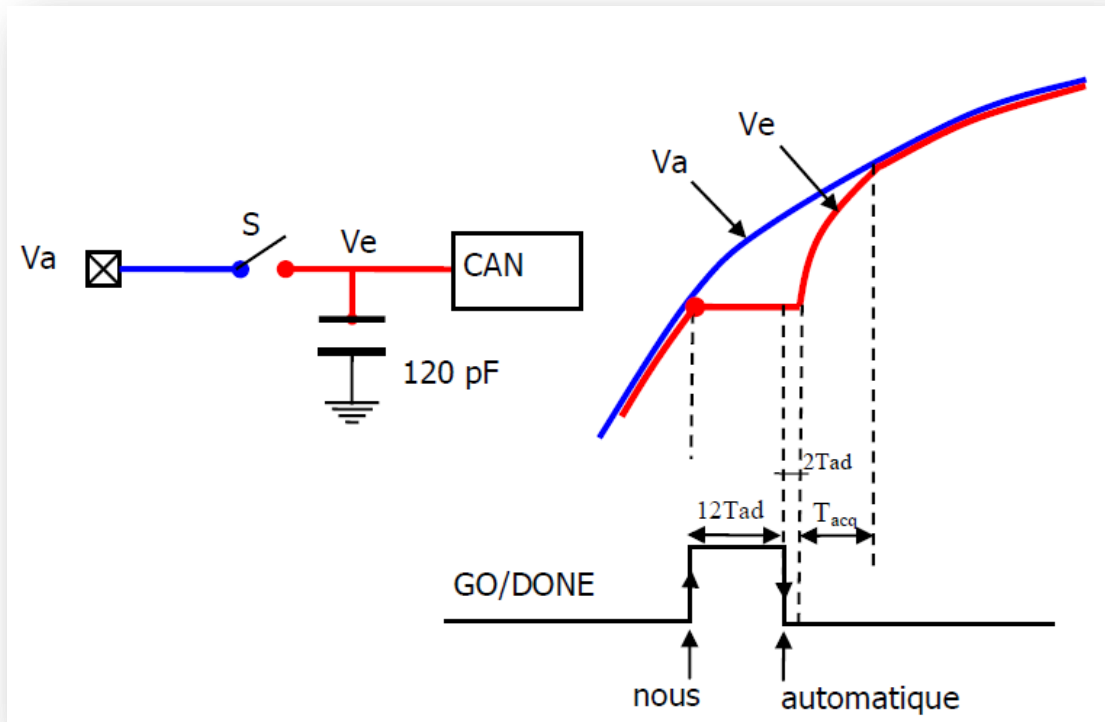 Va
S
Ve
CAN
120 pF
Va
Ve
2Tad
12Tad
Tacq
GO/DONE
nous
automatique